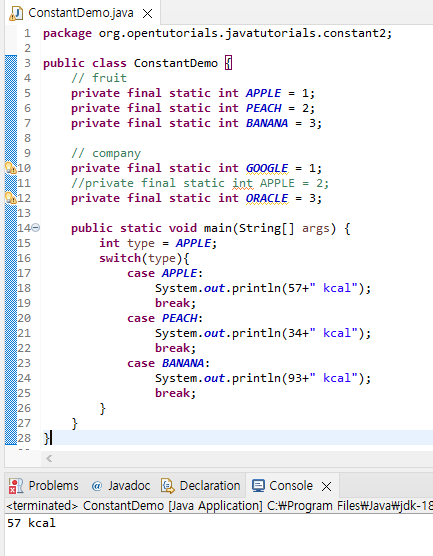 ConstantDemo.java
1 package org.opentutorials.javatutorials.constant2;
2
3 public class ConstantDemo {
4 // fruit
5 private final static int APPLE = 1;
6 private final static int PEACH = 2;
7 private final static int BANANA = 3;
8
9 // company
10 private final static int GOOGLE = 1;
11 //private final static int APPLE = 2;
12 private final static int ORACLE = 3;
13
14 public static void main(String[] args) {
15 int type = APPLE;
16 switch(type){
17 case APPLE:
18 System.out.println(57+" kcal");
19 break;
20 case PEACH:
21 System.out.println(34+" kcal");
22 break;
23 case BANANA:
24 System.out.println(93+" kcal");
25 break;
26 }
27 }
28 }
Problems @ Javadoc Declaration Console
<terminated> ConstantDemo [Java Application] C:₩Program Files₩Java₩jdk-18
57 kcal